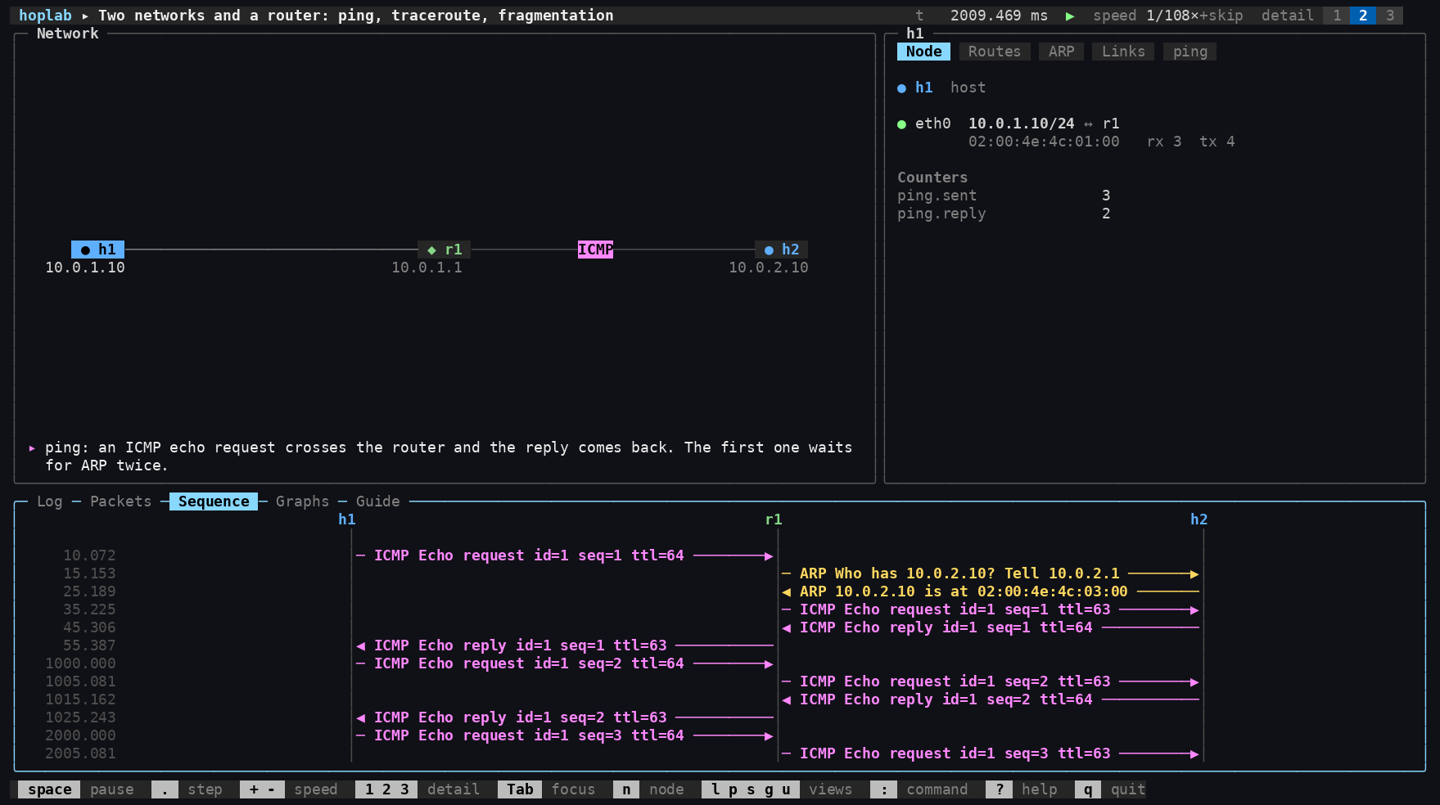 hoplab ▸ Two networks and a router: ping, traceroute, fragmentation t 2009.469 ms ▶ speed 1/108×+skip detail 1 2 3
Network
● h1 ◆ r1 ICMP ● h2
10.0.1.10 10.0.1.1 10.0.2.10
▸ ping: an ICMP echo request crosses the router and the reply comes back. The first one waits
for ARP twice.
h1
Node Routes ARP Links ping
● h1 host
● eth0 10.0.1.10/24 ↔ r1
02:00:4e:4c:01:00 rx 3 tx 4
Counters
ping.sent 3
ping.reply 2
Log Packets Sequence Graphs Guide
h1 r1 h2
10.072 ICMP Echo request id=1 seq=1 ttl=64
15.153 ARP Who has 10.0.2.10? Tell 10.0.2.1
25.189 ARP 10.0.2.10 is at 02:00:4e:4c:03:00
35.225 ICMP Echo request id=1 seq=1 ttl=63
45.306 ICMP Echo reply id=1 seq=1 ttl=64
55.387 ICMP Echo reply id=1 seq=1 ttl=63
1000.000 ICMP Echo request id=1 seq=2 ttl=64
1005.081 ICMP Echo request id=1 seq=2 ttl=63
1015.162 ICMP Echo reply id=1 seq=2 ttl=64
1025.243 ICMP Echo reply id=1 seq=2 ttl=63
2000.000 ICMP Echo request id=1 seq=3 ttl=64
2005.081 ICMP Echo request id=1 seq=3 ttl=63
space pause . step + - speed 1 2 3 detail Tab focus n node l p s g u views : command ? help q quit